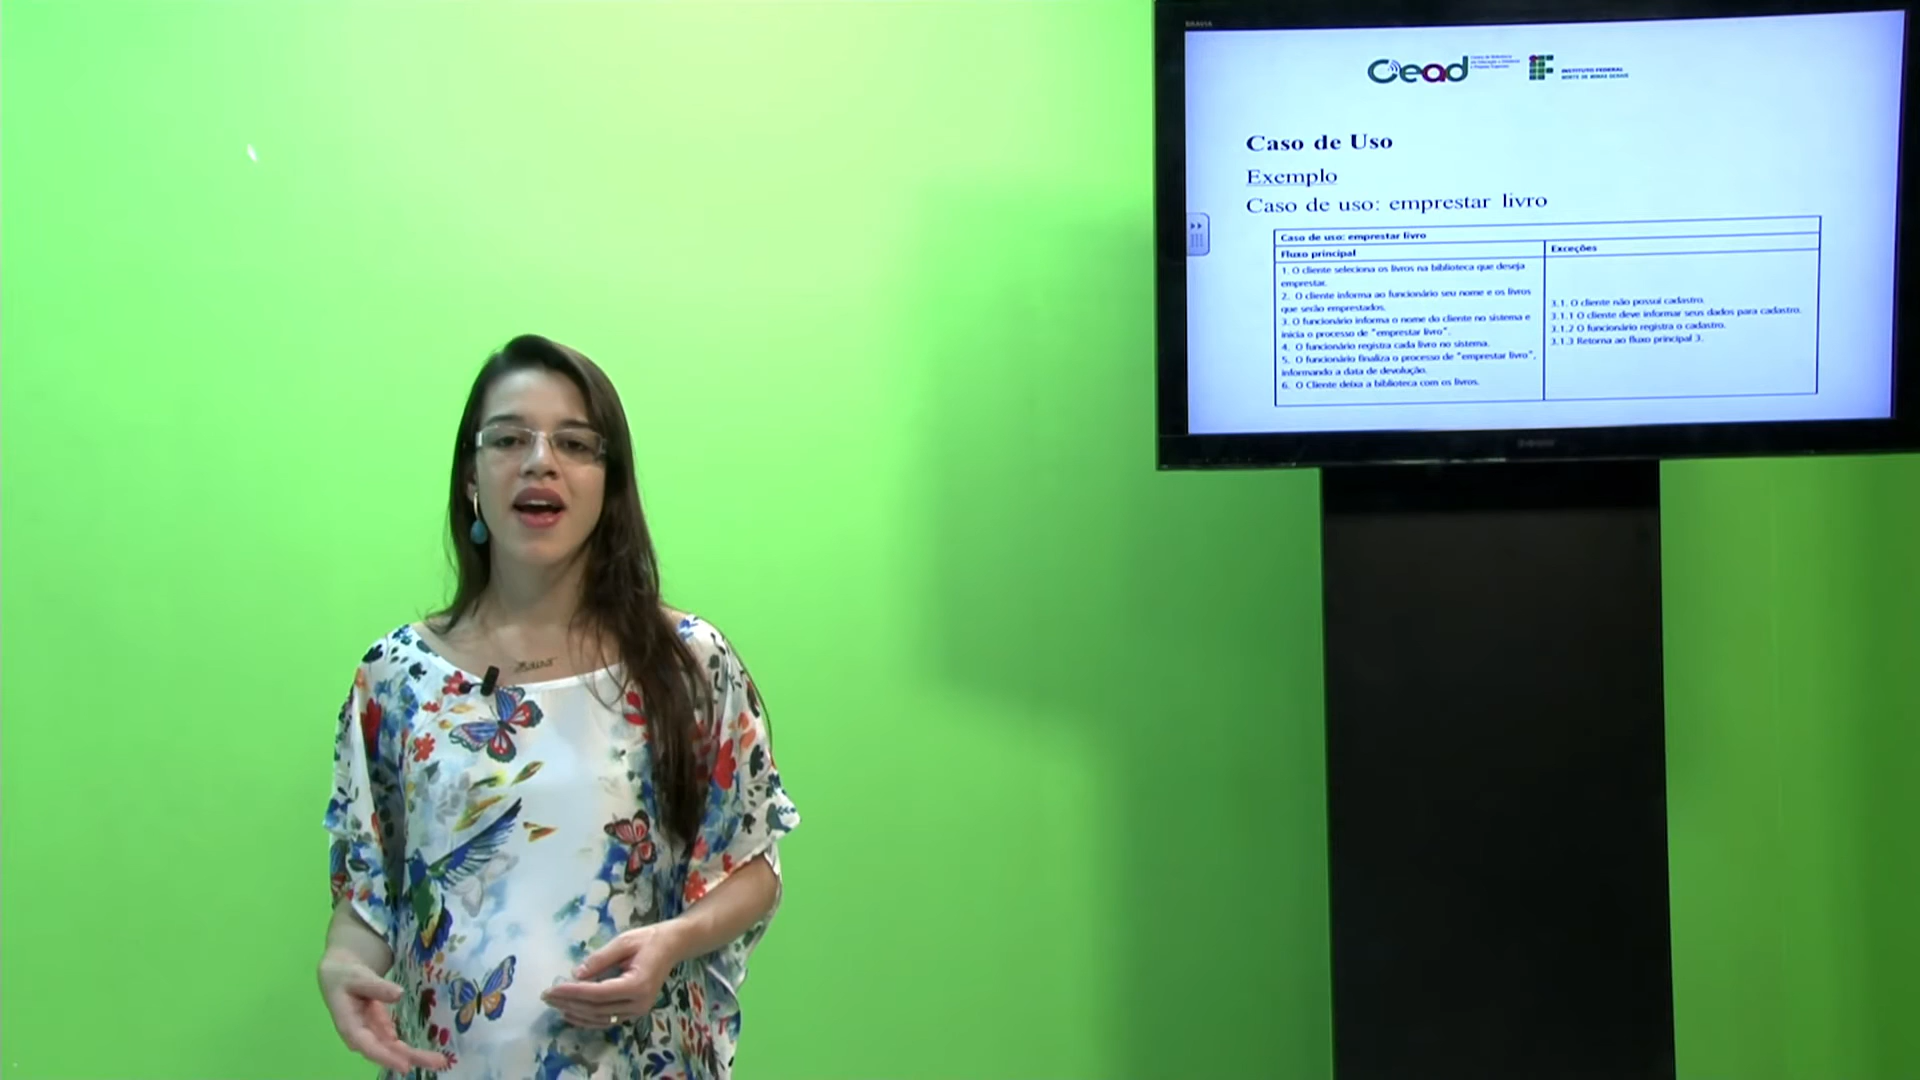 BRAVIA
Cead
INSTITUTO FEDERAL
NORTE DE MINAS GERAIS
Caso de Uso
Exemplo
Caso de uso: emprestar livro
Caso de uso: emprestar livro
Fluxo principal
Exceções
1. O cliente seleciona os livros na biblioteca que deseja
emprestar.
2. O cliente informa ao funcionário seu nome e os livros
que serão emprestados.
3. O funcionário informa o nome do cliente no sistema e
inicia o processo de "emprestar livro".
4. O funcionário registra cada livro no sistema.
5. O funcionário finaliza o processo de "emprestar livro",
informando a data de devolução.
6. O Cliente deixa a biblioteca com os livros.
3.1. O cliente não possui cadastro.
3.1.1 O cliente deve informar seus dados para cadastro.
3.1.2 O funcionário registra o cadastro.
3.1.3 Retorna ao fluxo principal 3.